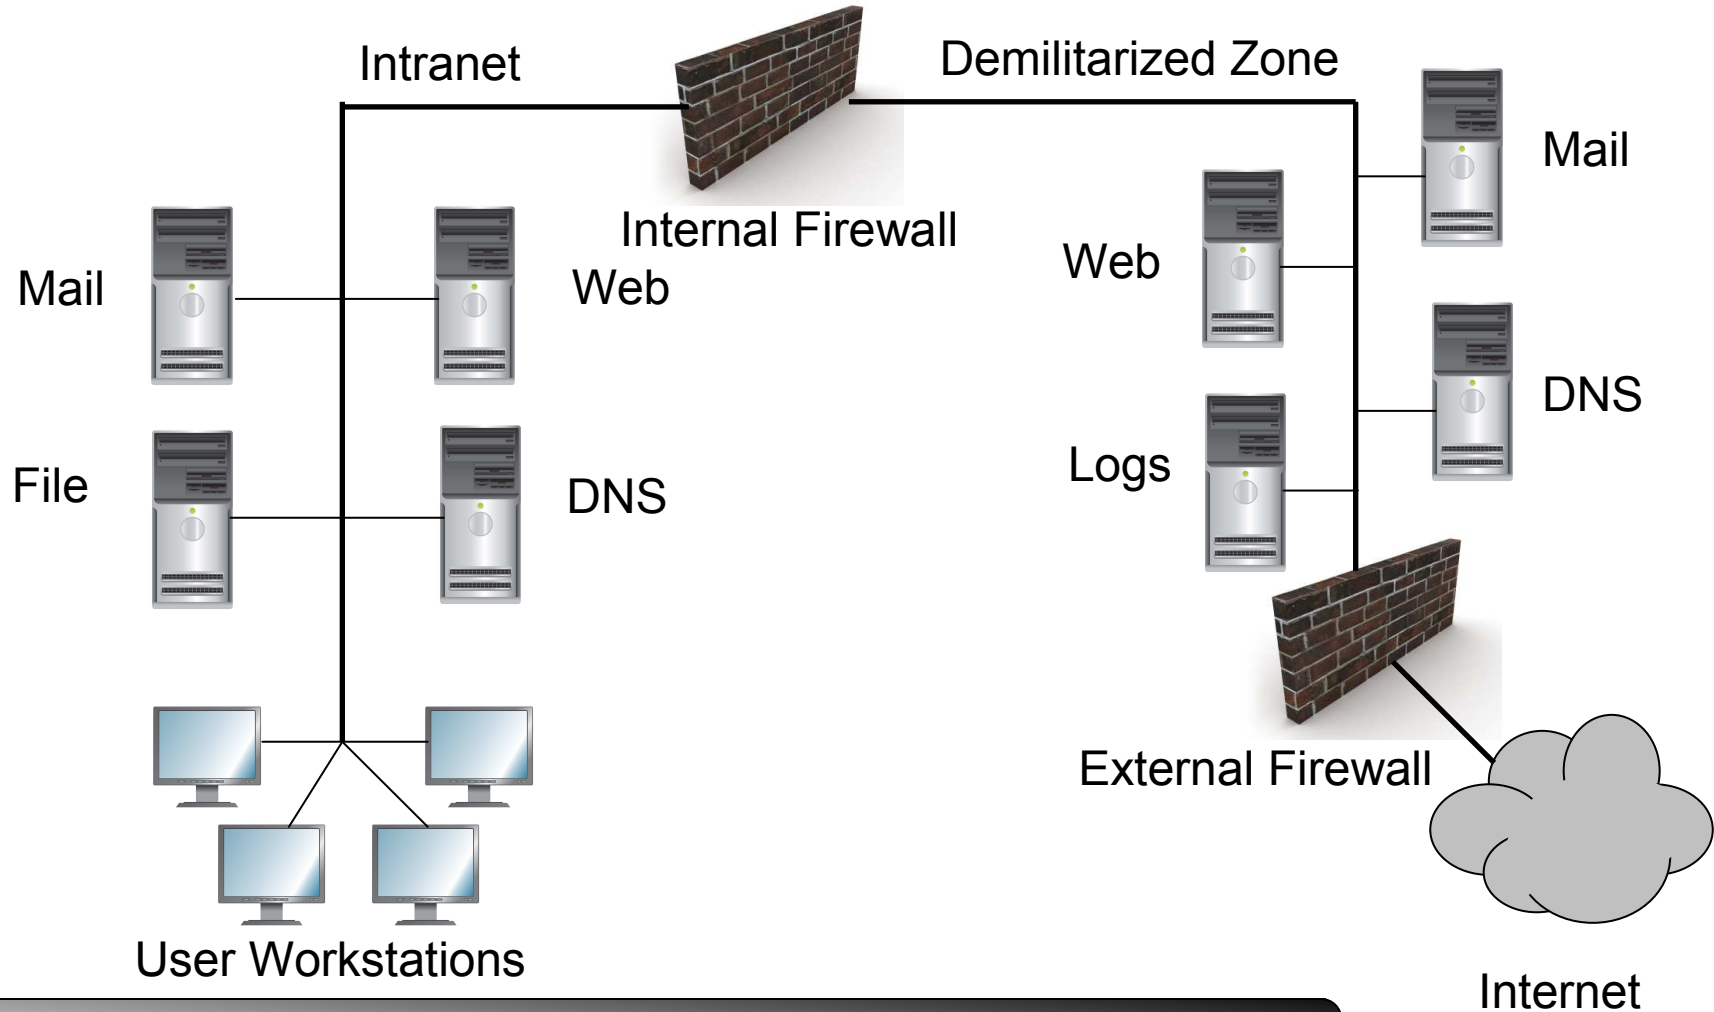 Intranet
Demilitarized Zone
Mail
Internal Firewall
Web
Mail
Web
DNS
Logs
File
DNS
External Firewall
User Workstations
Internet